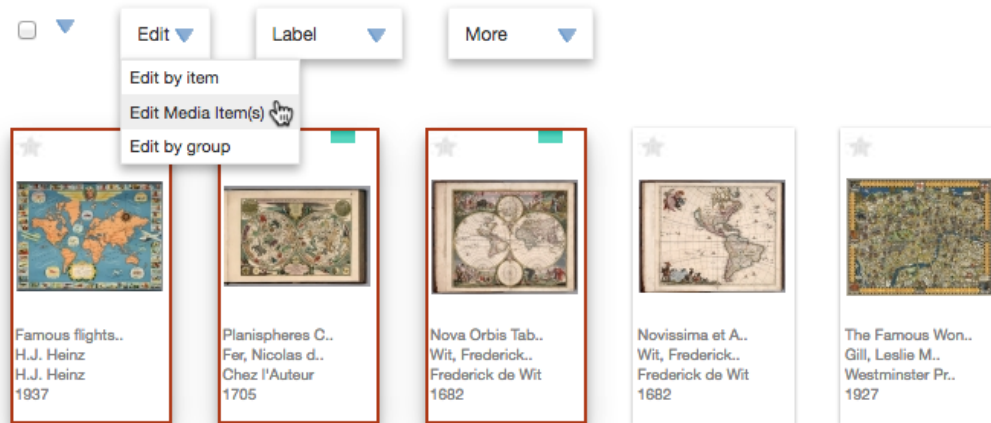 Edit
Label
More
Edit by item
Edit Media Item(s)
Edit by group
Famous flights..
H.J. Heinz
H.J. Heinz
1937
Planispheres C..
Fer, Nicolas d..
Chez l'Auteur
1705
Nova Orbis Tab..
Wit, Frederick..
Frederick de Wit
1682
Novissima et A..
Wit, Frederick..
Frederick de Wit
1682
The Famous Won..
Gill, Leslie M..
Westminster Pr..
1927